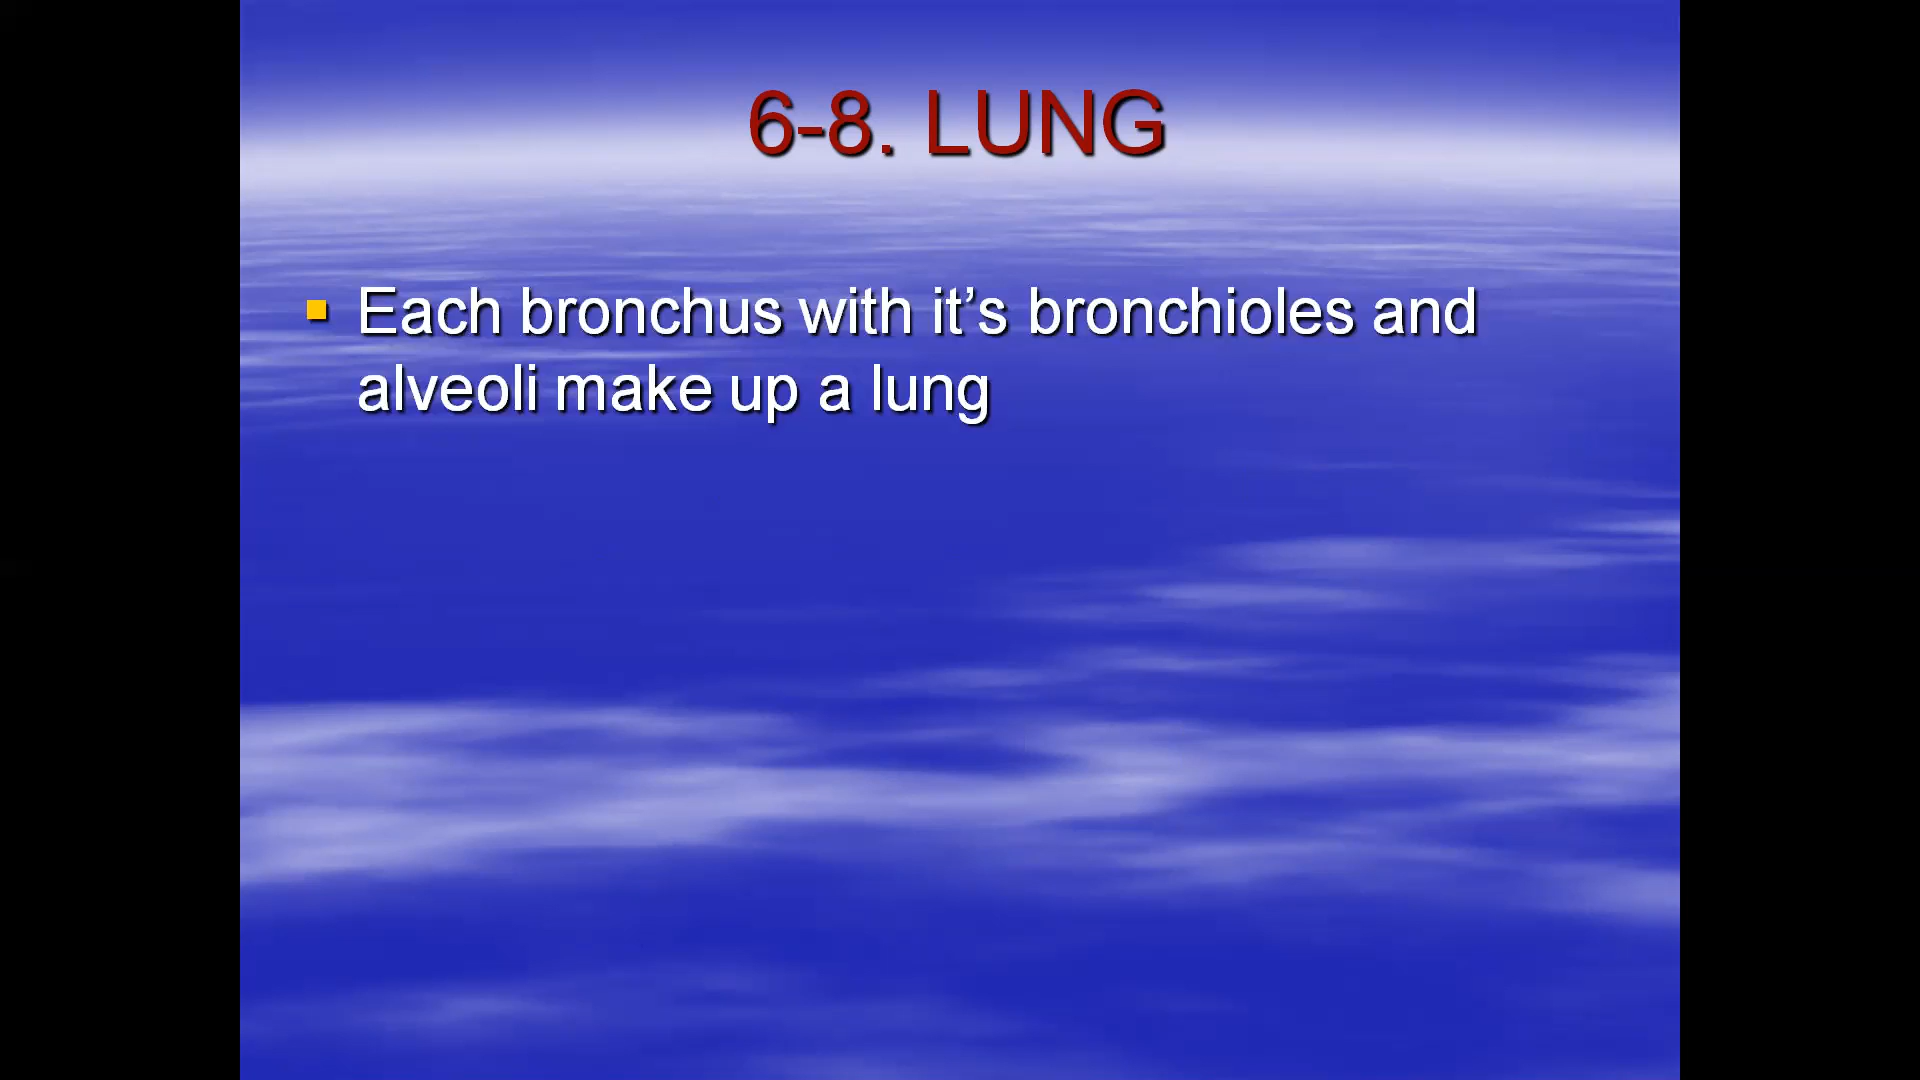 6-8. LUNG
Each bronchus with it’s bronchioles and
alveoli make up a lung